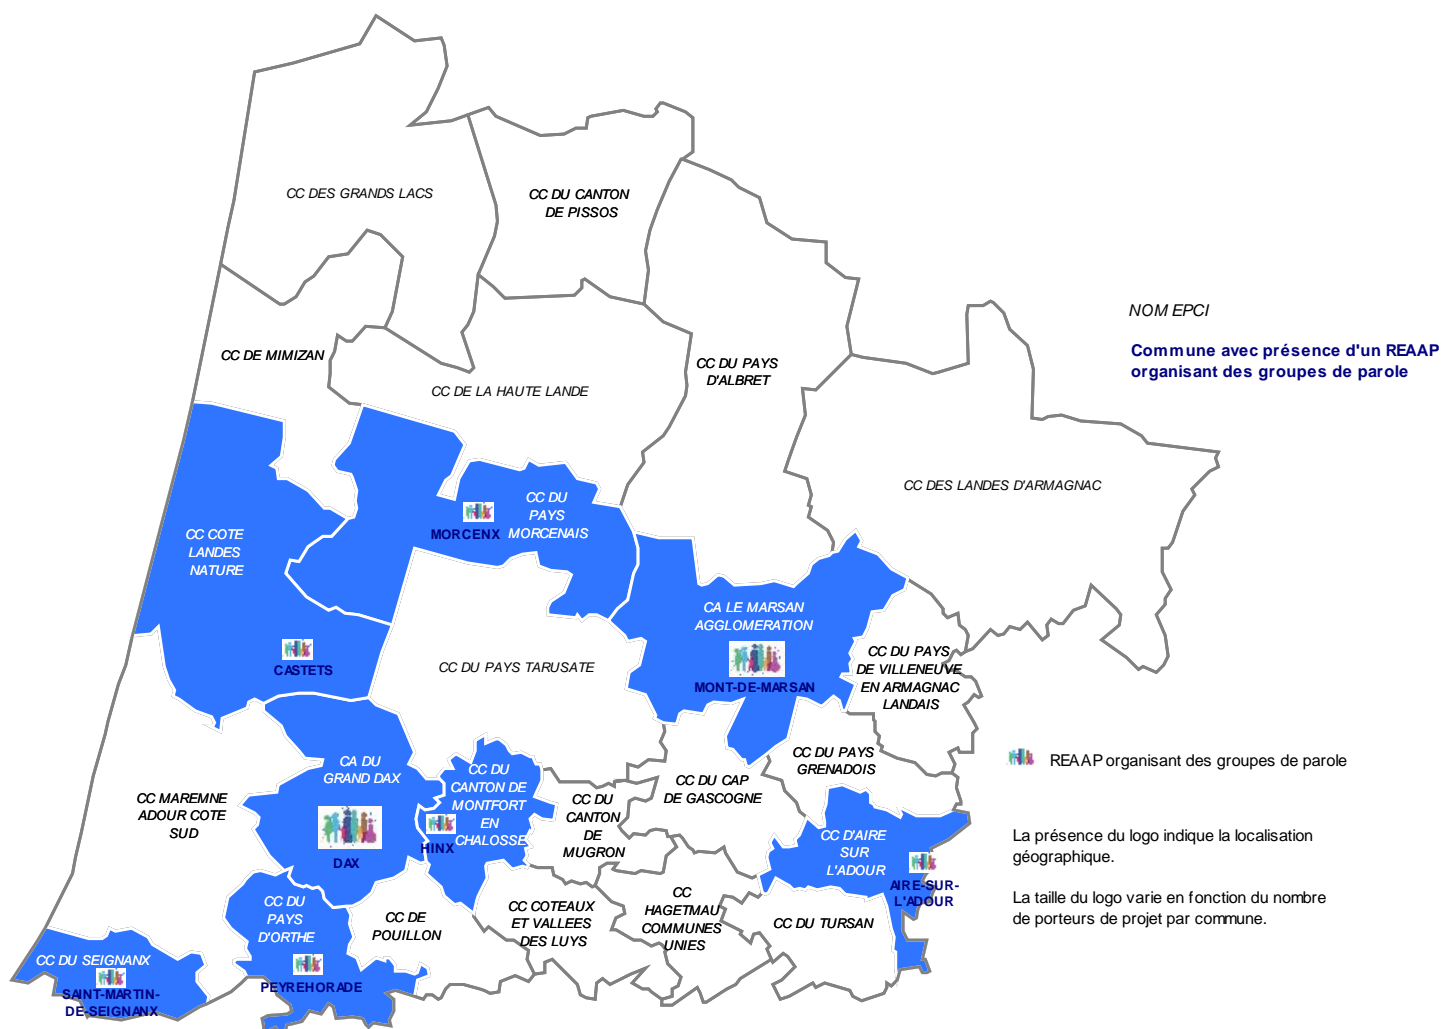 CC DES GRANDS LACS
CC DU CANTON
DE PISSOS
NOM EPCI
Commune avec présence d'un REAAP
organisant des groupes de parole
CC DE MIMIZAN
CC DE LA HAUTE LANDE
CC DU PAYS
D'ALBRET
CC DES LANDES D'ARMAGNAC
CC COTE
LANDES
NATURE
CC DU
PAYS
MORCENAIS
MORCENX
CA LE MARSAN
AGGLOMERATION
MONT-DE-MARSAN
CASTETS
CC DU PAYS TARUSATE
CC DU PAYS
DE VILLENEUVE
EN ARMAGNAC
LANDAIS
CA DU
GRAND DAX
DAX
CC DU
CANTON DE
MONTFORT
EN
CHALOSSE
HINX
CC DU PAYS
GRENADOIS
CC DU CAP
DE GASCOGNE
CC DU
CANTON
DE
MUGRON
CC MAREMNE
ADOUR COTE
SUD
REAAP organisant des groupes de parole
CC D'AIRE
SUR
L'ADOUR
AIRE-SUR-
L'ADOUR
La présence du logo indique la localisation
géographique.
La taille du logo varie en fonction du nombre
de porteurs de projet par commune.
CC DU
PAYS
D'ORTHE
PEYREHORADE
CC DE
POUILLON
CC COTEAUX
ET VALLEES
DES LUYS
CC
HAGETMAU
COMMUNES
UNIES
CC DU TURSAN
CC DU SEIGNANX
SAINT-MARTIN-
DE-SEIGNANX